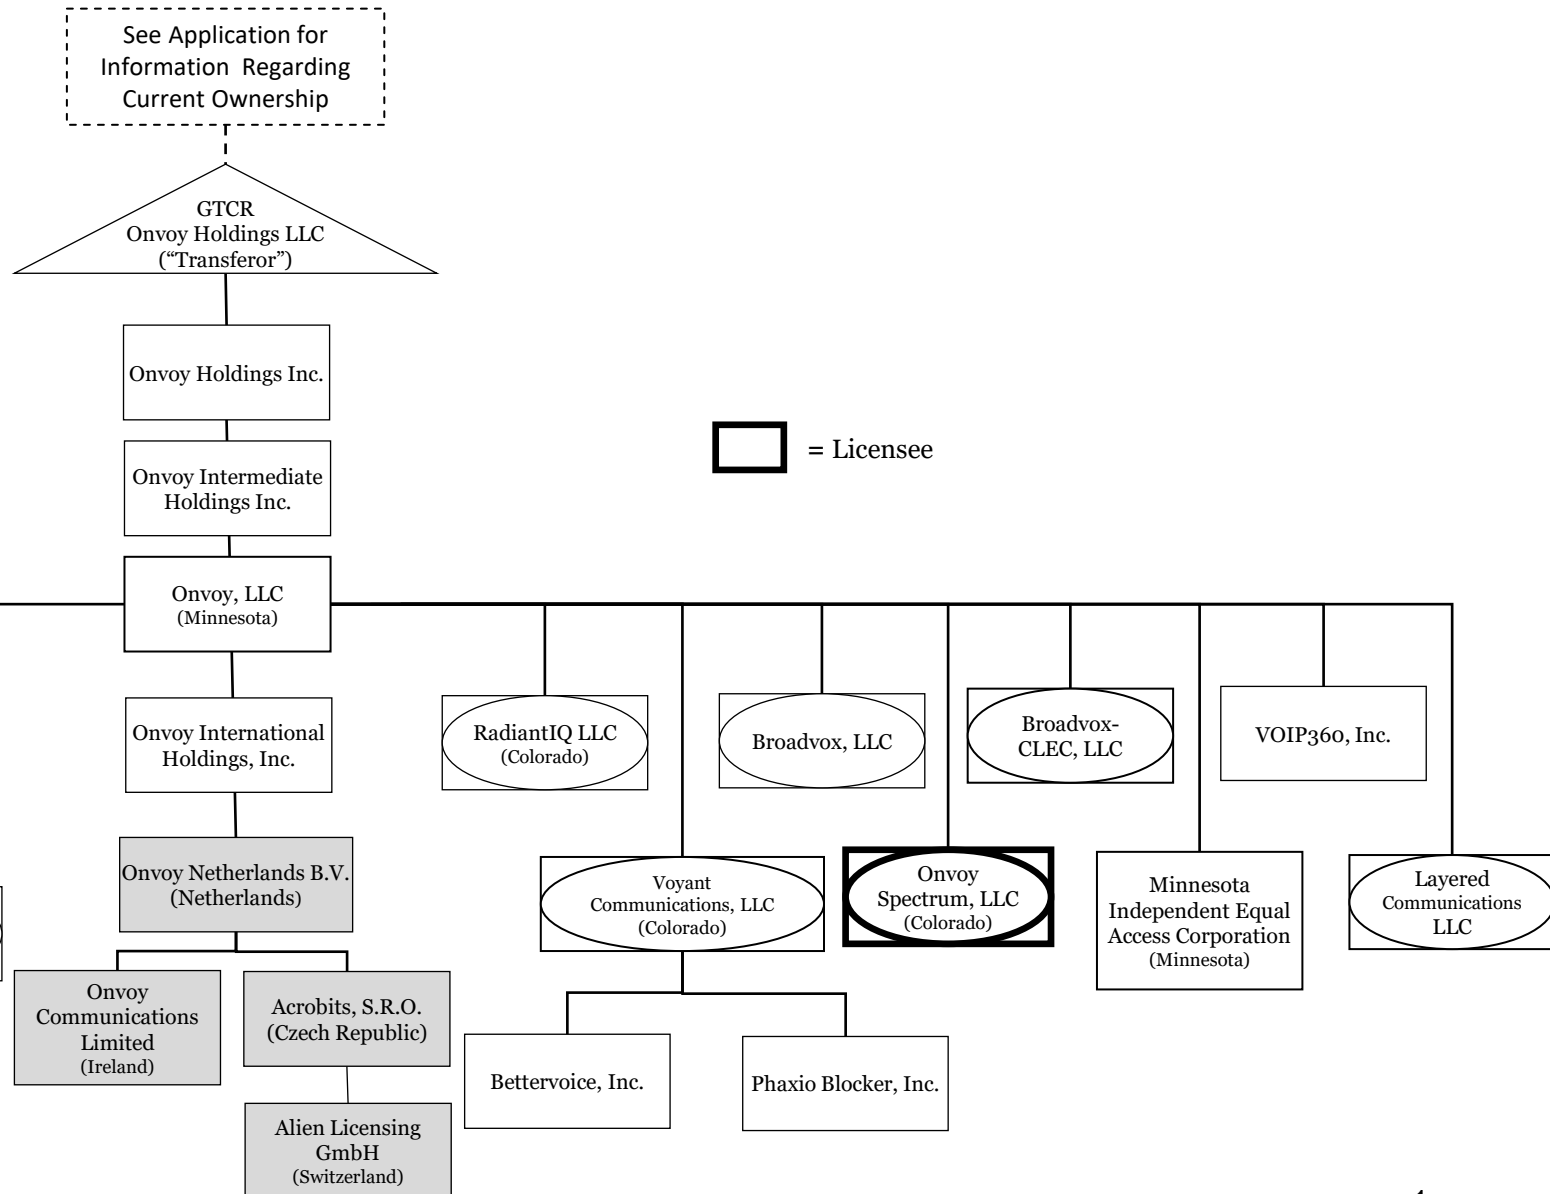 See Application for
Information Regarding
Current Ownership
GTCR
Onvoy Holdings LLC
(“Transferor”)
Onvoy Holdings Inc.
= Licensee
Onvoy Intermediate
Holdings Inc.
Onvoy, LLC
(Minnesota)
Onvoy International
Holdings, Inc.
RadiantIQ LLC
(Colorado)
Broadvox, LLC
Broadvox-
CLEC, LLC
VOIP360, Inc.
Onvoy Netherlands B.V.
(Netherlands)
Voyant
Communications, LLC
(Colorado)
Onvoy
Spectrum, LLC
(Colorado)
Minnesota
Independent Equal
Access Corporation
(Minnesota)
Layered
Communications
LLC
Onvoy
Communications
Limited
(Ireland)
Acrobits, S.R.O.
(Czech Republic)
Bettervoice, Inc.
Phaxio Blocker, Inc.
Alien Licensing
GmbH
(Switzerland)